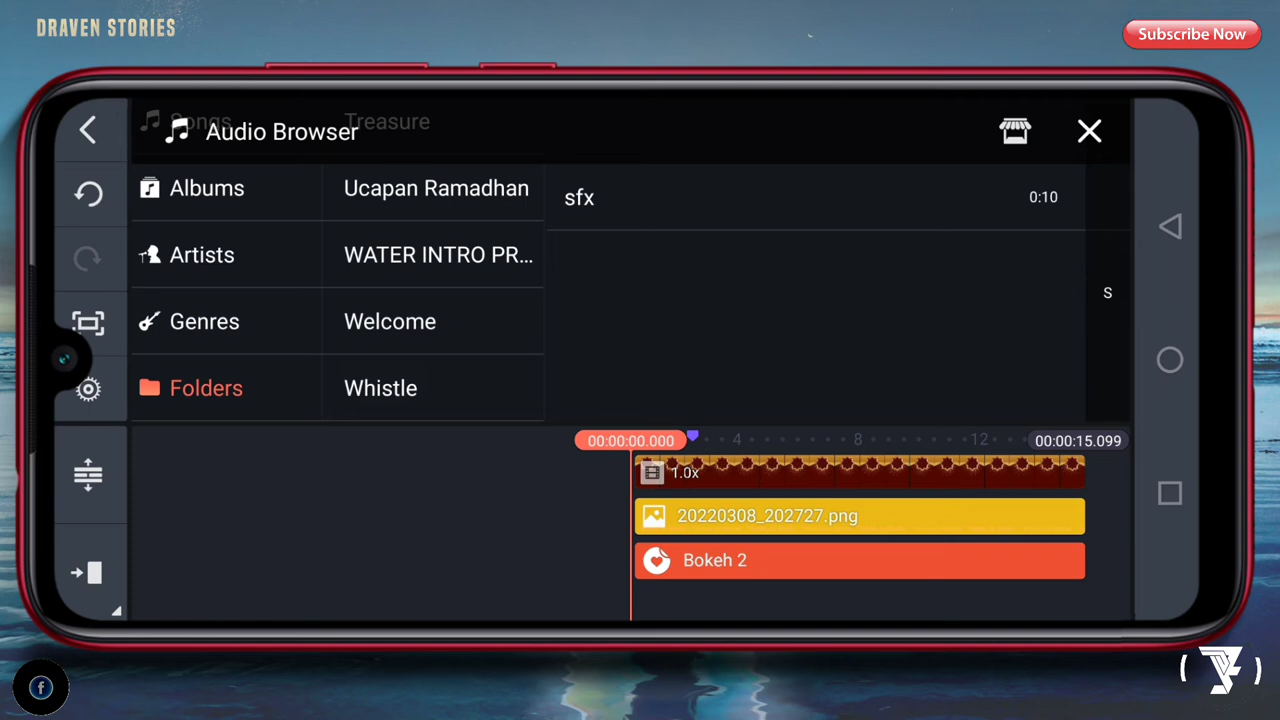 DRAVEN STORIES
Subscribe Now
Songs
Treasure
Audio Browser
Albums
Ucapan Ramadhan
sfx
0:10
Artists
WATER INTRO PR...
S
Genres
Welcome
Folders
Whistle
00:00:00.000
4
8
12
00:00:15.099
1.0x
20220308_202727.png
Bokeh 2
f